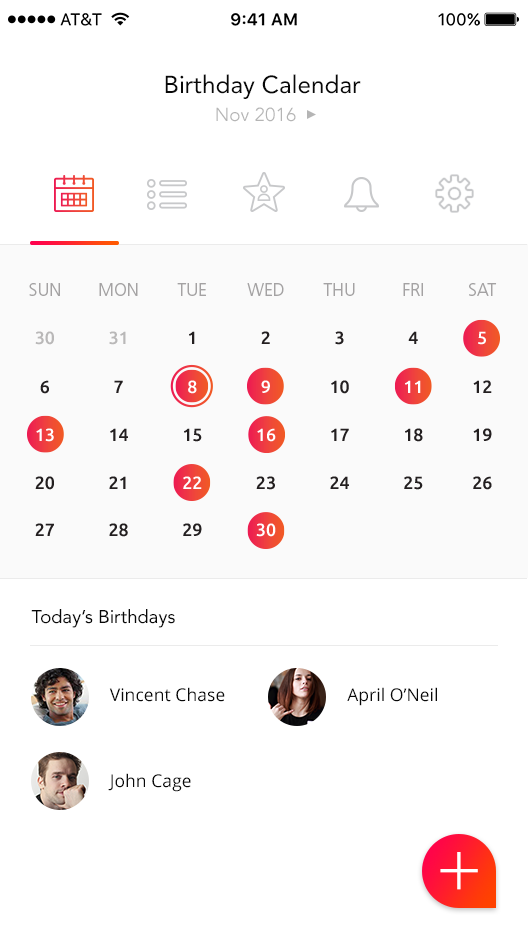 AT&T 9:41 AM 100%
Birthday Calendar
Nov 2016
SUN MON TUE WED THU FRI SAT
30 31 1 2 3 4 5
6 7 8 9 10 11 12
13 14 15 16 17 18 19
20 21 22 23 24 25 26
27 28 29 30
Today’s Birthdays
Vincent Chase April O’Neil
John Cage